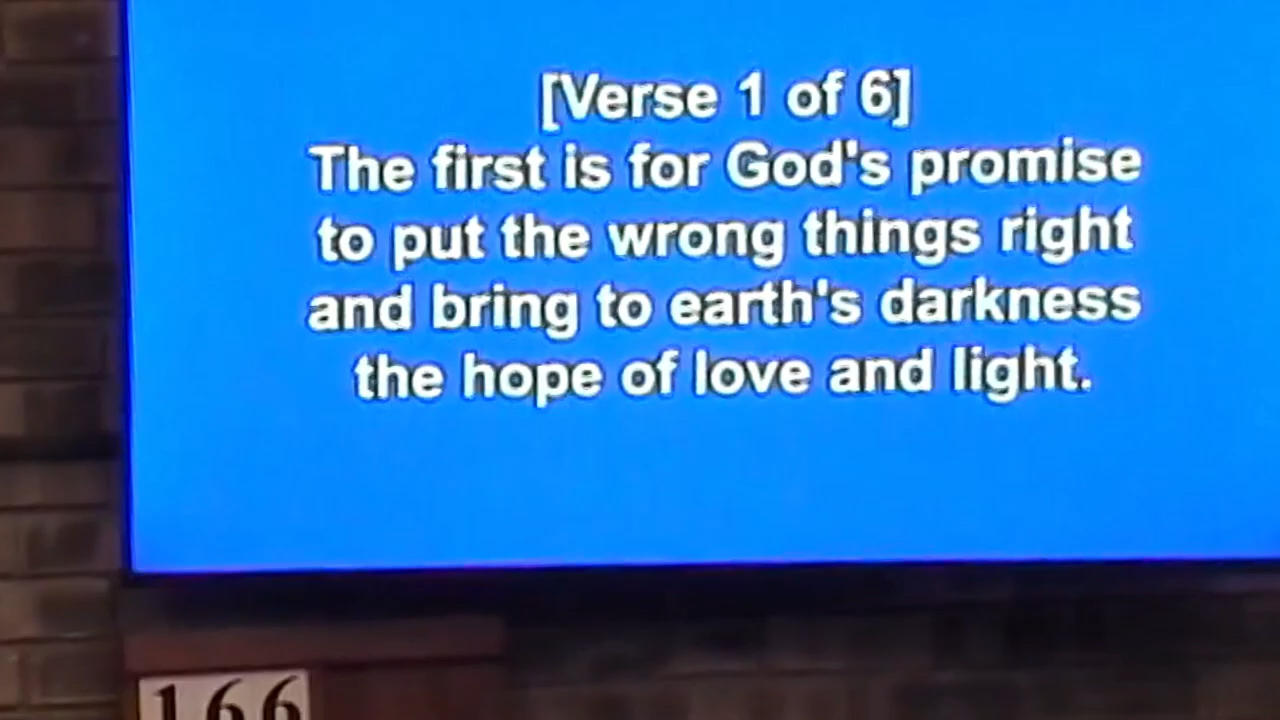 [Verse 1 of 6]
The first is for God's promise
to put the wrong things right
and bring to earth's darkness
the hope of love and light.
166